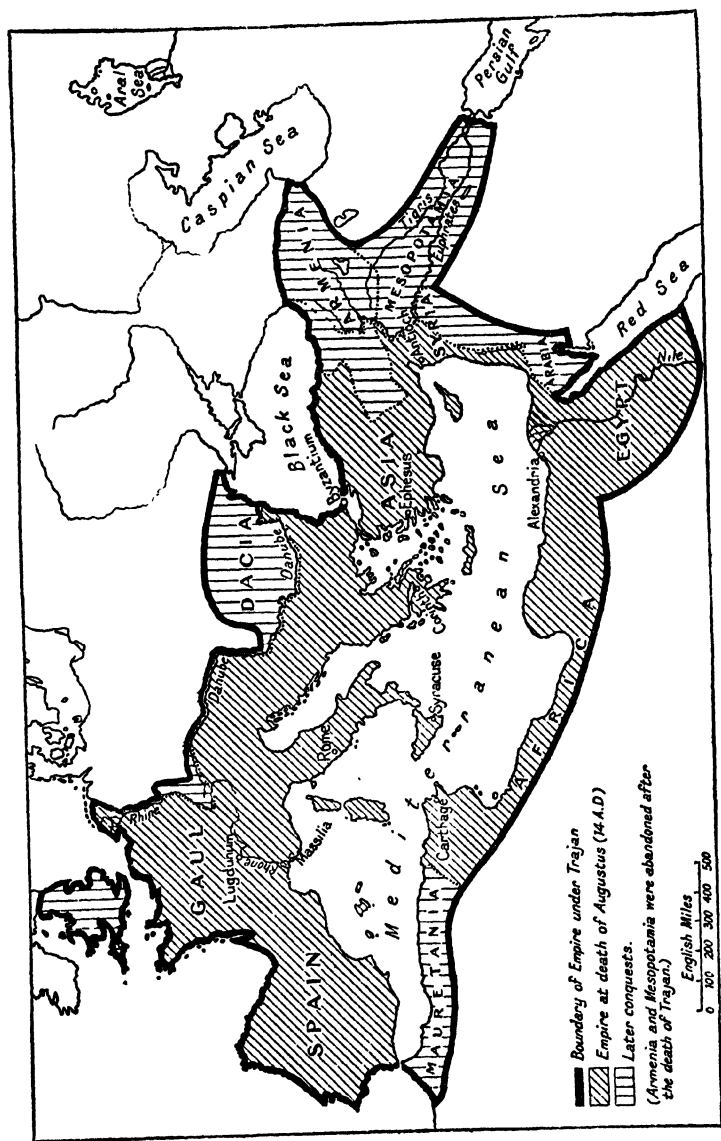 Aral
Sea
Caspian Sea
Persian
Gulf
Black Sea
ARMENIA
Tigris
MESOPOTAMIA
Euphrates
SYRIA
Antioch
ARABIA
Red Sea
Nile
EGYPT
DACIA
Danube
Danube
Byzantium
ASIA
Ephesus
Alexandria
Corinth
Mediterranean Sea
Syracuse
Rome
AFRICA
Carthage
Rhine
GAUL
Lugdunum
Rhone
Massilia
SPAIN
MAURETANIA
Boundary of Empire under Trajan
Empire at death of Augustus (14 A.D)
Later conquests.
(Armenia and Mesopotamia were abandoned after
the death of Trajan.)
English Miles
0 100 200 300 400 500